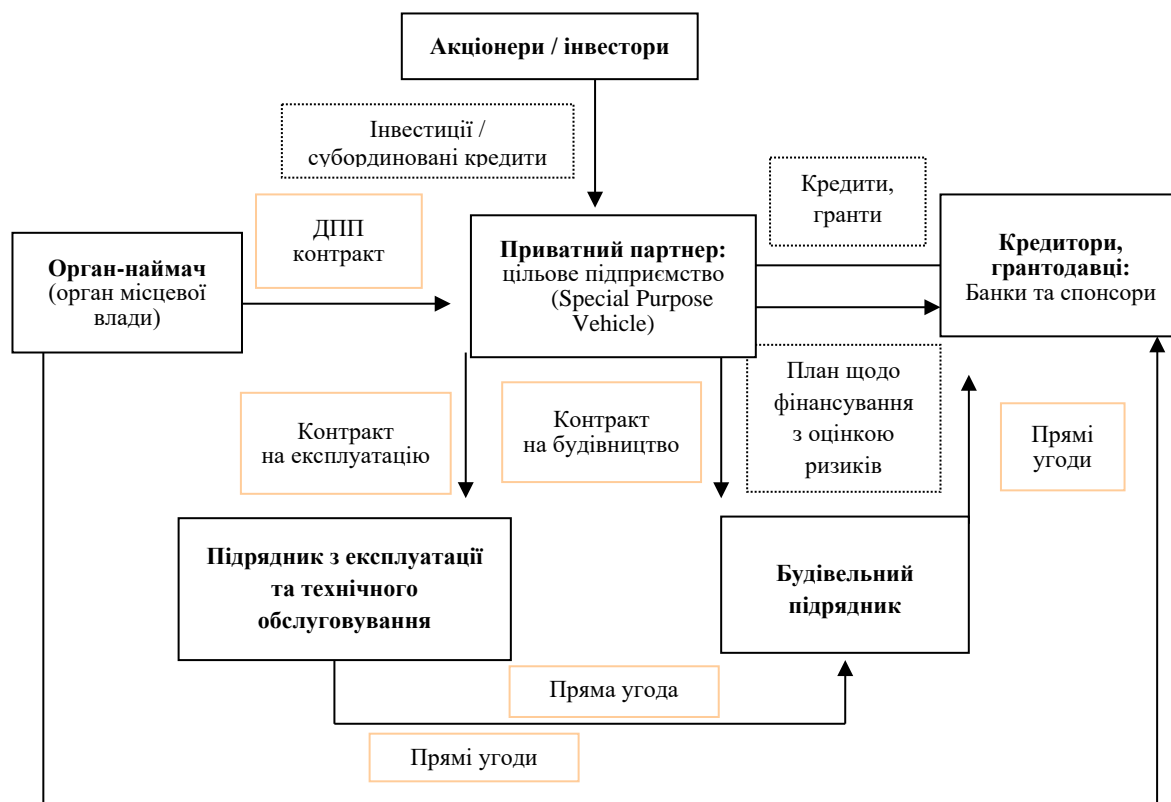 Акціонери / інвестори
Інвестиції /
субординовані кредити
Кредити,
гранти
ДПП
контракт
Орган-наймач
(орган місцевої
влади)
Приватний партнер:
цільове підприємство
(Special Purpose
Vehicle)
Кредитори,
грантодавці:
Банки та спонсори
Контракт
на експлуатацію
Контракт
на будівництво
План щодо
фінансування
з оцінкою
ризиків
Прямі
угоди
Підрядник з експлуатації
та технічного
обслуговування
Будівельний
підрядник
Пряма угода
Прямі угоди